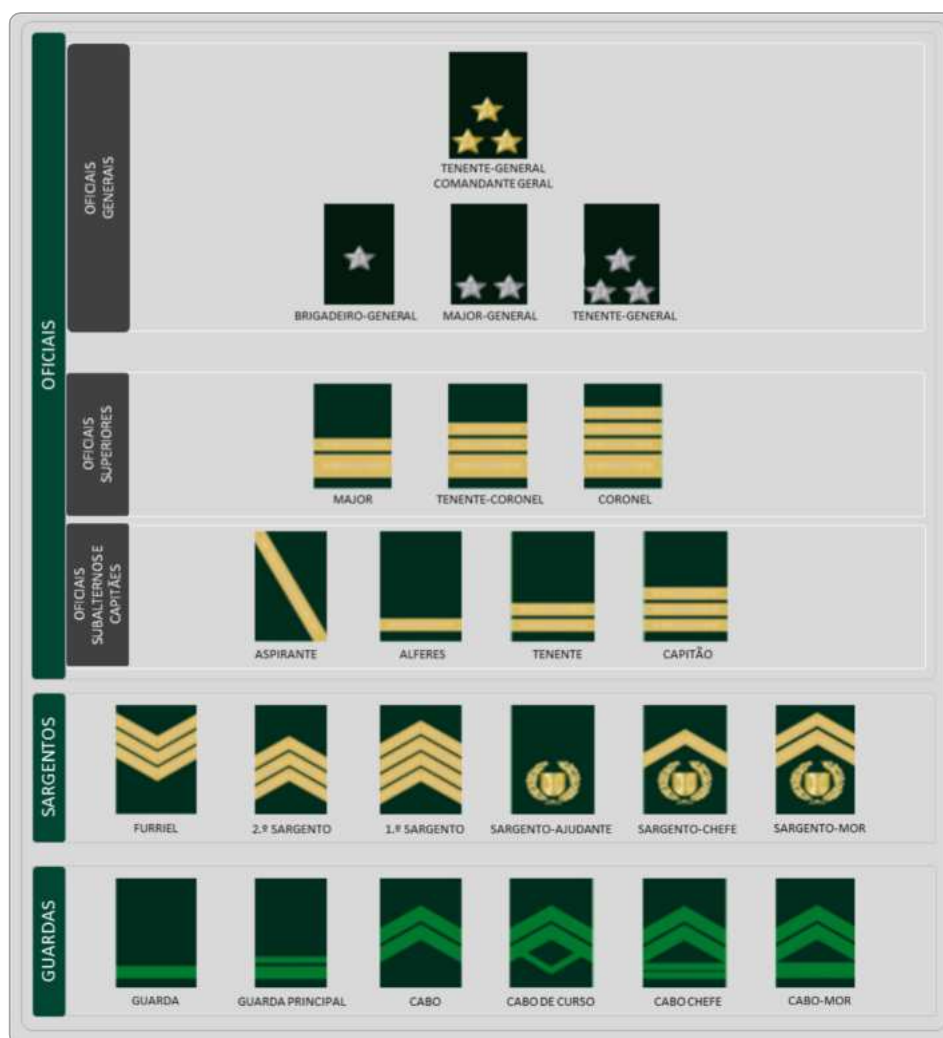 OFICIAIS
OFICIAIS
GENERAIS
TENENTE-GENERAL
COMANDANTE GERAL
BRIGADEIRO-GENERAL
MAJOR-GENERAL
TENENTE-GENERAL
OFICIAIS
SUPERIORES
MAJOR
TENENTE-CORONEL
CORONEL
OFICIAIS
SUBALTERNOS E
CAPITÃES
ASPIRANTE
ALFERES
TENENTE
CAPITÃO
SARGENTOS
FURRIEL
2.º SARGENTO
1.º SARGENTO
SARGENTO-AJUDANTE
SARGENTO-CHEFE
SARGENTO-MOR
GUARDAS
GUARDA
GUARDA PRINCIPAL
CABO
CABO DE CURSO
CABO CHEFE
CABO-MOR